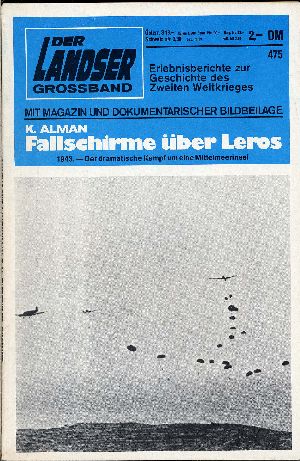 DER
LANDSER
GROSSBAND
2,- DM
475
Erlebnisberichte zur
Geschichte des
Zweiten Weltkrieges
MIT MAGAZIN UND DOKUMENTARISCHER BILDBEILAGE
K. ALMAN
Fallschirme über Leros
1943. — Der dramatische Kampf um eine Mittelmeerinsel